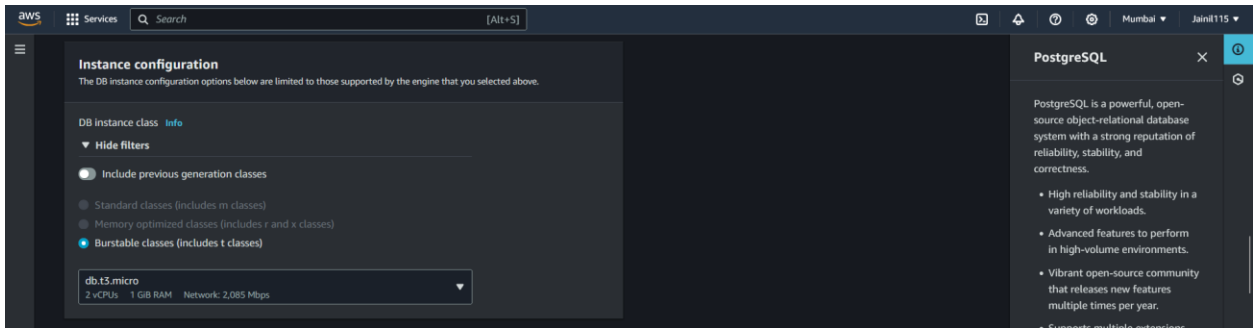 aws
Services
Search
[Alt+S]
Mumbai
Jainil115
Instance configuration
The DB instance configuration options below are limited to those supported by the engine that you selected above.
DB instance class Info
Hide filters
Include previous generation classes
Standard classes (includes m classes)
Memory optimized classes (includes r and x classes)
Burstable classes (includes t classes)
db.t3.micro
2 vCPUs 1 GiB RAM Network: 2,085 Mbps
PostgreSQL
PostgreSQL is a powerful, open-
source object-relational database
system with a strong reputation of
reliability, stability, and
correctness.
• High reliability and stability in a
variety of workloads.
• Advanced features to perform
in high-volume environments.
• Vibrant open-source community
that releases new features
multiple times per year.
• Supports multiple extensions